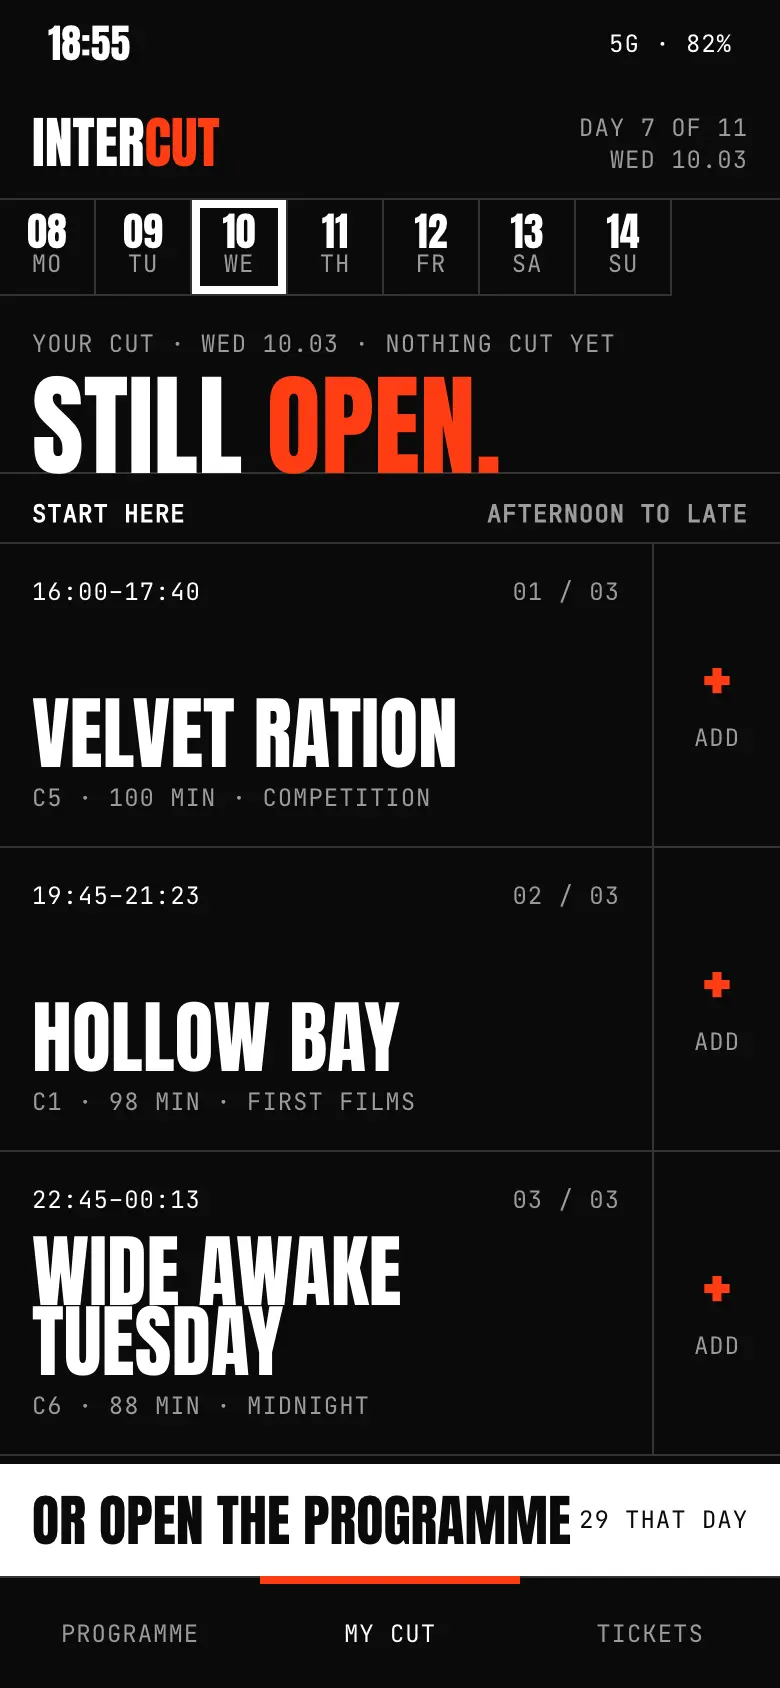 18:55
5G · 82%
INTERCUT
DAY 7 OF 11
WED 10.03
08 MO
09 TU
10 WE
11 TH
12 FR
13 SA
14 SU
YOUR CUT · WED 10.03 · NOTHING CUT YET
STILL OPEN.
START HERE
AFTERNOON TO LATE
16:00–17:40
01 / 03
VELVET RATION
C5 · 100 MIN · COMPETITION
+
ADD
19:45–21:23
02 / 03
HOLLOW BAY
C1 · 98 MIN · FIRST FILMS
+
ADD
22:45–00:13
03 / 03
WIDE AWAKE
TUESDAY
C6 · 88 MIN · MIDNIGHT
+
ADD
OR OPEN THE PROGRAMME
29 THAT DAY
PROGRAMME
MY CUT
TICKETS